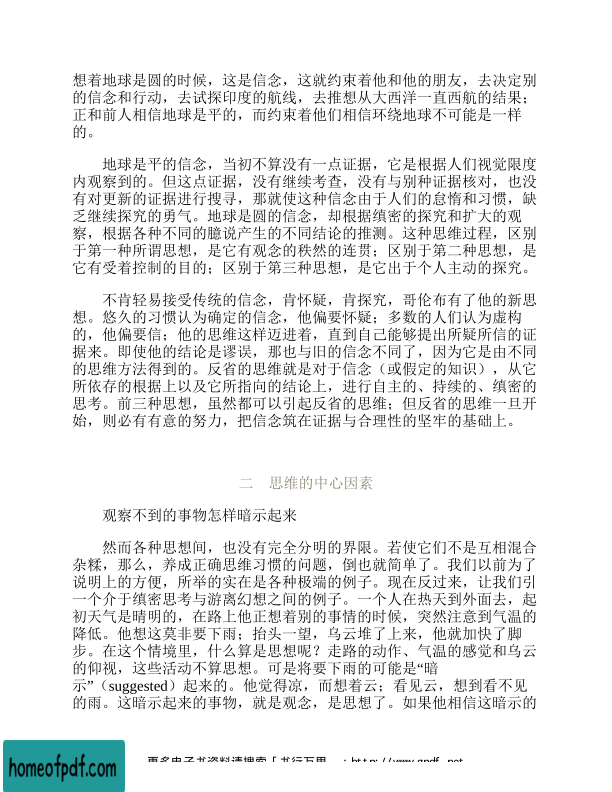 想着地球是圆的时候，这是信念，这就约束着他和他的朋友，去决定别
的信念和行动，去试探印度的航线，去推想从大西洋一直西航的结果；
正和前人相信地球是平的，而约束着他们相信环绕地球不可能是一样
的。
地球是平的信念，当初不算没有一点证据，它是根据人们视觉限度
内观察到的。但这点证据，没有继续考查，没有与别种证据核对，也没
有对更新的证据进行搜寻，那就使这种信念由于人们的怠惰和习惯，缺
乏继续探究的勇气。地球是圆的信念，却根据缜密的探究和扩大的观
察，根据各种不同的臆说产生的不同结论的推测。这种思维过程，区别
于第一种所谓思想，是它有观念的秩然的连贯；区别于第二种思想，是
它有受着控制的目的；区别于第三种思想，是它出于个人主动的探究。
不肯轻易接受传统的信念，肯怀疑，肯探究，哥伦布有了他的新思
想。悠久的习惯认为确定的信念，他偏要怀疑；多数的人们认为虚构
的，他偏要信；他的思维这样迈进着，直到自己能够提出所疑所信的证
据来。即使他的结论是谬误，那也与旧的信念不同了，因为它是由不同
的思维方法得到的。反省的思维就是对于信念（或假定的知识），从它
所依存的根据上以及它所指向的结论上，进行自主的、持续的、缜密的
思考。前三种思想，虽然都可以引起反省的思维；但反省的思维一旦开
始，则必有有意的努力，把信念筑在证据与合理性的坚牢的基础上。
二　思维的中心因素
观察不到的事物怎样暗示起来
然而各种思想间，也没有完全分明的界限。若使它们不是互相混合
杂糅，那么，养成正确思维习惯的问题，倒也就简单了。我们以前为了
说明上的方便，所举的实在是各种极端的例子。现在反过来，让我们引
一个介于缜密思考与游离幻想之间的例子。一个人在热天到外面去，起
初天气是晴明的，在路上他正想着别的事情的时候，突然注意到气温的
降低。他想这莫非要下雨；抬头一望，乌云堆了上来，他就加快了脚
步。在这个情境里，什么算是思想呢？走路的动作、气温的感觉和乌云
的仰视，这些活动不算思想。可是将要下雨的可能是“暗
示”（suggested）起来的。他觉得凉，而想着云；看见云，想到看不见
的雨。这暗示起来的事物，就是观念，是思想了。如果他相信这暗示的
homeofpdf.com